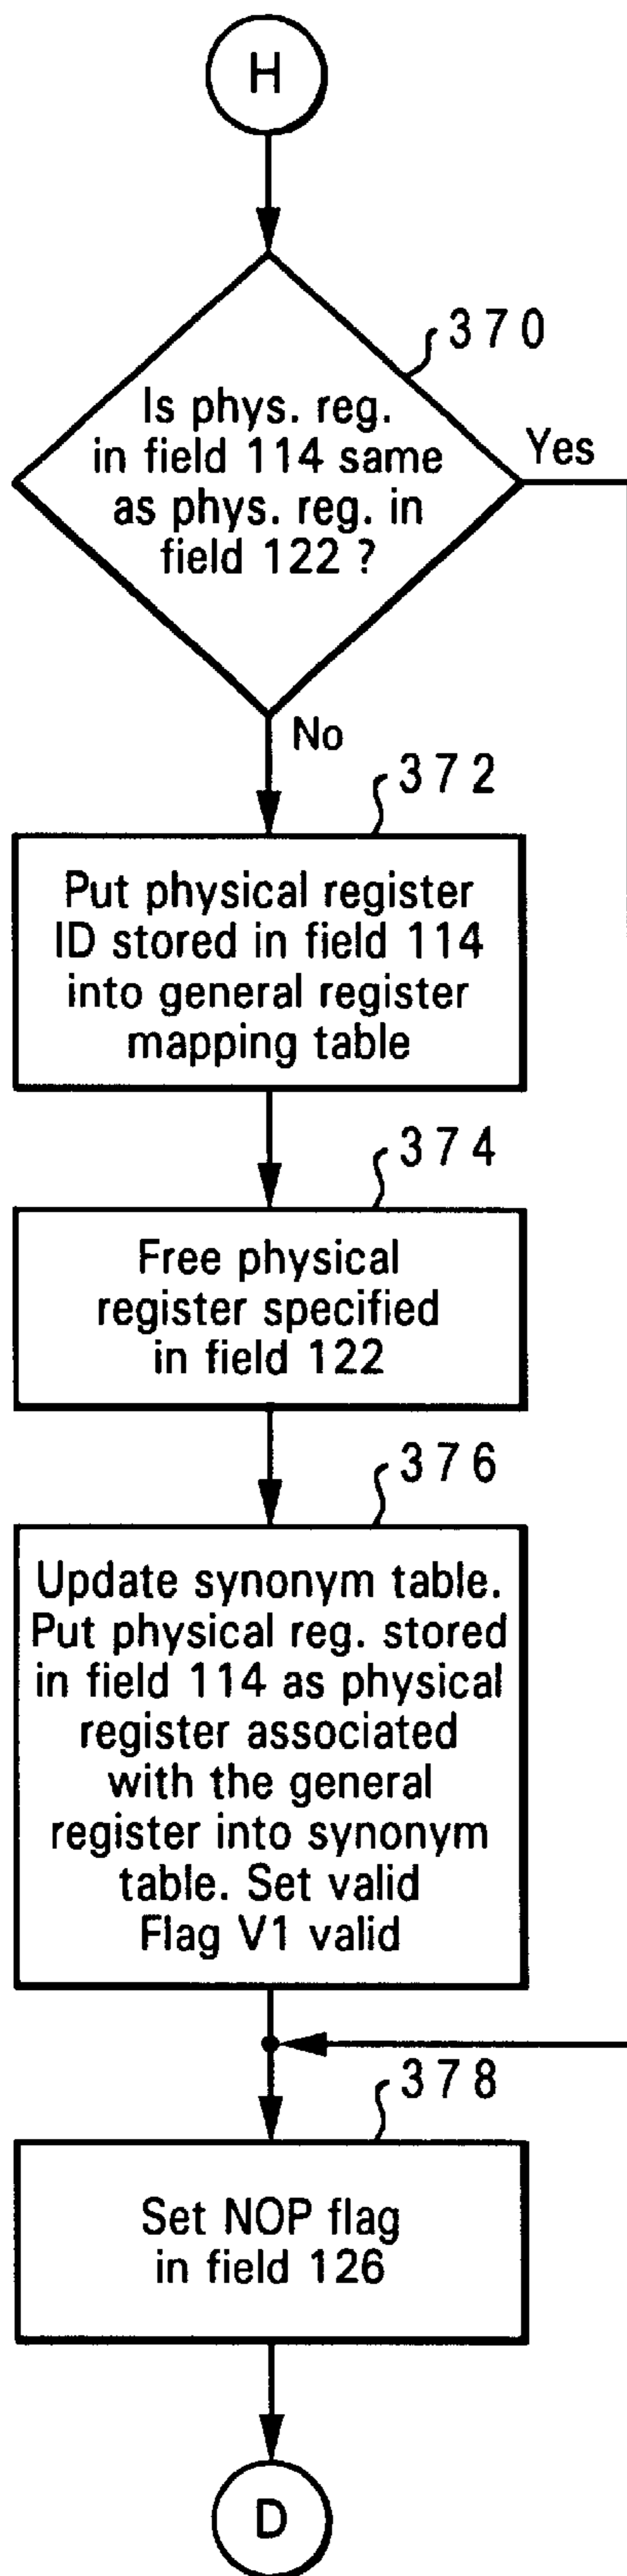 H
370
Is phys. reg.
in field 114 same
as phys. reg. in
field 122 ?
Yes
No
372
Put physical register
ID stored in field 114
into general register
mapping table
374
Free physical
register specified
in field 122
376
Update synonym table.
Put physical reg. stored
in field 114 as physical
register associated
with the general
register into synonym
table. Set valid
Flag V1 valid
378
Set NOP flag
in field 126
D